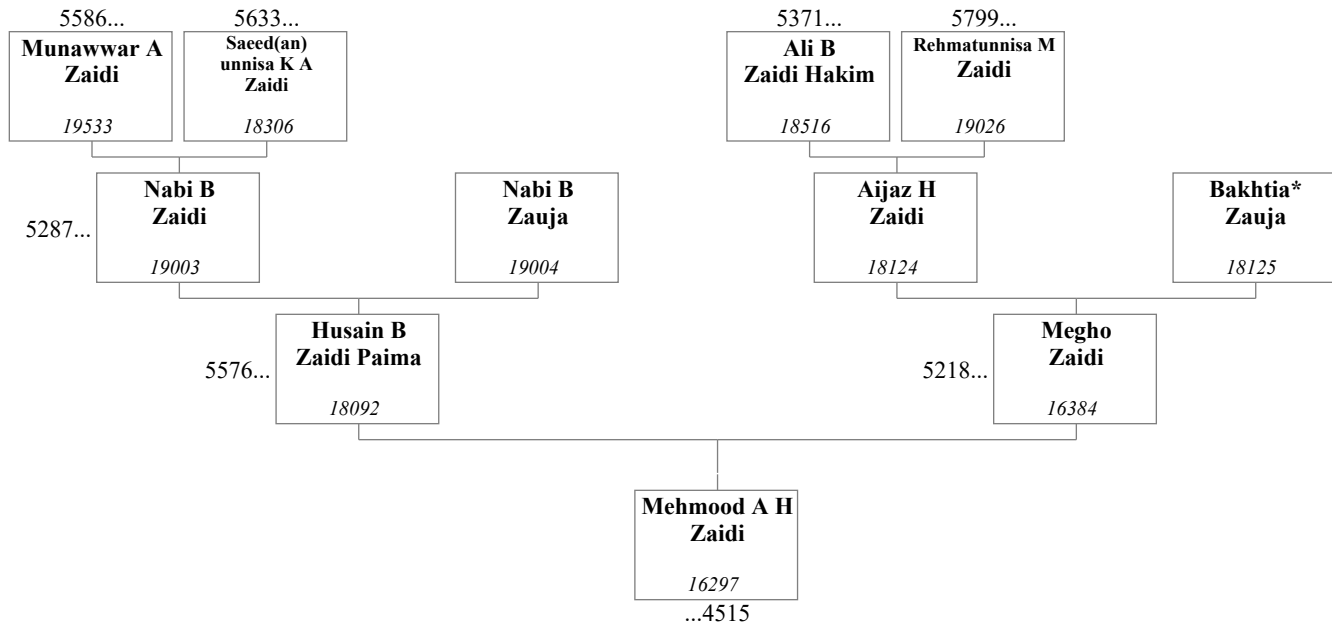 5586...
5633...
5371...
5799...
Munawwar A
Zaidi
19533
Saeed(an)
unnisa K A
Zaidi
18306
Ali B
Zaidi Hakim
18516
Rehmatunnisa M
Zaidi
19026
5287...
Nabi B
Zaidi
19003
Nabi B
Zauja
19004
Aijaz H
Zaidi
18124
Bakhtia*
Zauja
18125
5576...
Husain B
Zaidi Paima
18092
5218...
Megho
Zaidi
16384
Mehmood A H
Zaidi
16297
...4515